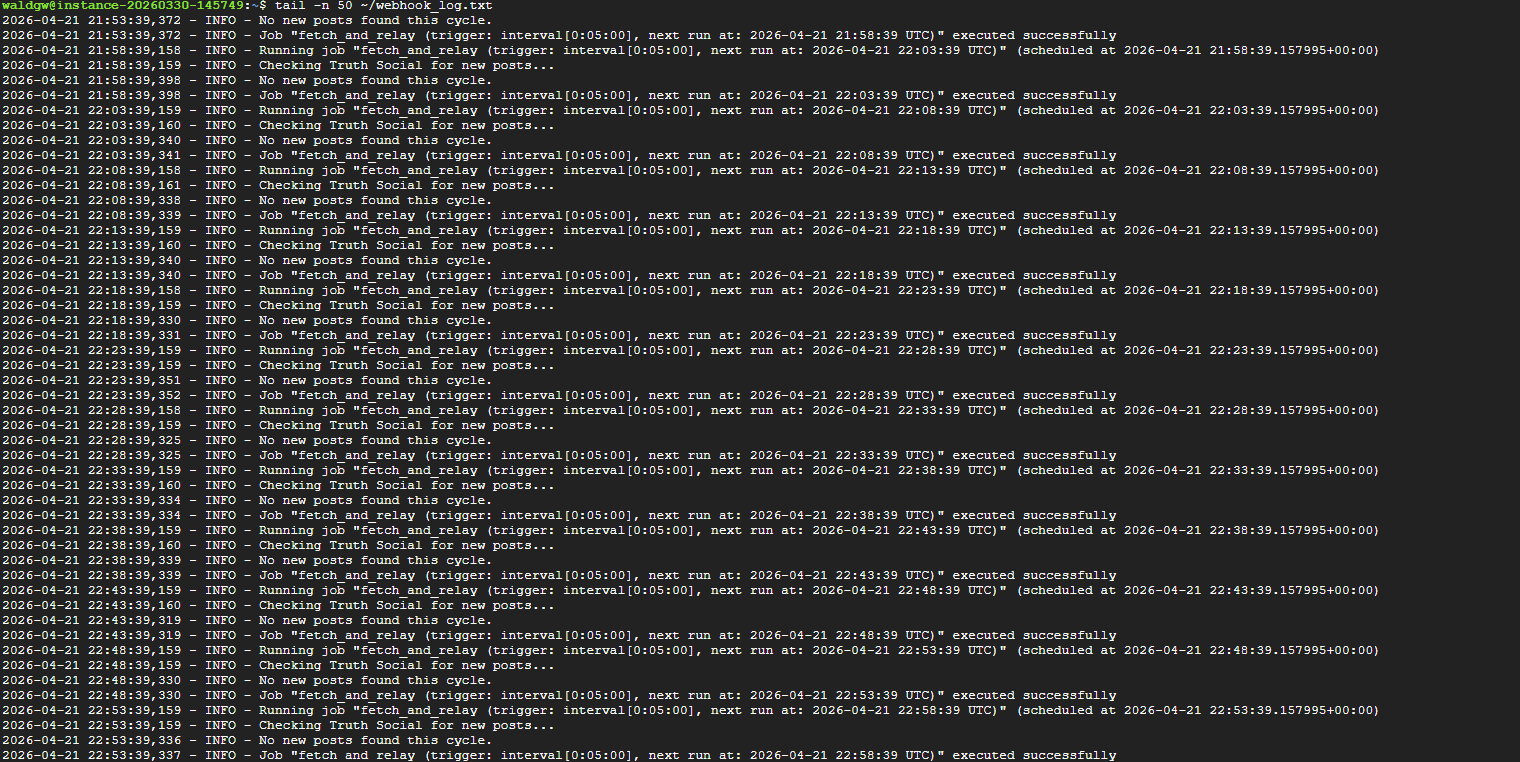 waldgw@instance-20260330-145749:~$ tail -n 50 ~/webhook_log.txt
2026-04-21 21:53:39,372 - INFO - No new posts found this cycle.
2026-04-21 21:53:39,372 - INFO - Job "fetch_and_relay (trigger: interval[0:05:00], next run at: 2026-04-21 21:58:39 UTC)" executed successfully
2026-04-21 21:58:39,158 - INFO - Running job "fetch_and_relay (trigger: interval[0:05:00], next run at: 2026-04-21 22:03:39 UTC)" (scheduled at 2026-04-21 21:58:39.157995+00:00)
2026-04-21 21:58:39,159 - INFO - Checking Truth Social for new posts...
2026-04-21 21:58:39,398 - INFO - No new posts found this cycle.
2026-04-21 21:58:39,398 - INFO - Job "fetch_and_relay (trigger: interval[0:05:00], next run at: 2026-04-21 22:03:39 UTC)" executed successfully
2026-04-21 22:03:39,159 - INFO - Running job "fetch_and_relay (trigger: interval[0:05:00], next run at: 2026-04-21 22:08:39 UTC)" (scheduled at 2026-04-21 22:03:39.157995+00:00)
2026-04-21 22:03:39,160 - INFO - Checking Truth Social for new posts...
2026-04-21 22:03:39,340 - INFO - No new posts found this cycle.
2026-04-21 22:03:39,341 - INFO - Job "fetch_and_relay (trigger: interval[0:05:00], next run at: 2026-04-21 22:08:39 UTC)" executed successfully
2026-04-21 22:08:39,158 - INFO - Running job "fetch_and_relay (trigger: interval[0:05:00], next run at: 2026-04-21 22:13:39 UTC)" (scheduled at 2026-04-21 22:08:39.157995+00:00)
2026-04-21 22:08:39,161 - INFO - Checking Truth Social for new posts...
2026-04-21 22:08:39,338 - INFO - No new posts found this cycle.
2026-04-21 22:08:39,339 - INFO - Job "fetch_and_relay (trigger: interval[0:05:00], next run at: 2026-04-21 22:13:39 UTC)" executed successfully
2026-04-21 22:13:39,159 - INFO - Running job "fetch_and_relay (trigger: interval[0:05:00], next run at: 2026-04-21 22:18:39 UTC)" (scheduled at 2026-04-21 22:13:39.157995+00:00)
2026-04-21 22:13:39,160 - INFO - Checking Truth Social for new posts...
2026-04-21 22:13:39,340 - INFO - No new posts found this cycle.
2026-04-21 22:13:39,340 - INFO - Job "fetch_and_relay (trigger: interval[0:05:00], next run at: 2026-04-21 22:18:39 UTC)" executed successfully
2026-04-21 22:18:39,158 - INFO - Running job "fetch_and_relay (trigger: interval[0:05:00], next run at: 2026-04-21 22:23:39 UTC)" (scheduled at 2026-04-21 22:18:39.157995+00:00)
2026-04-21 22:18:39,159 - INFO - Checking Truth Social for new posts...
2026-04-21 22:18:39,330 - INFO - No new posts found this cycle.
2026-04-21 22:18:39,331 - INFO - Job "fetch_and_relay (trigger: interval[0:05:00], next run at: 2026-04-21 22:23:39 UTC)" executed successfully
2026-04-21 22:23:39,159 - INFO - Running job "fetch_and_relay (trigger: interval[0:05:00], next run at: 2026-04-21 22:28:39 UTC)" (scheduled at 2026-04-21 22:23:39.157995+00:00)
2026-04-21 22:23:39,159 - INFO - Checking Truth Social for new posts...
2026-04-21 22:23:39,351 - INFO - No new posts found this cycle.
2026-04-21 22:23:39,352 - INFO - Job "fetch_and_relay (trigger: interval[0:05:00], next run at: 2026-04-21 22:28:39 UTC)" executed successfully
2026-04-21 22:28:39,158 - INFO - Running job "fetch_and_relay (trigger: interval[0:05:00], next run at: 2026-04-21 22:33:39 UTC)" (scheduled at 2026-04-21 22:28:39.157995+00:00)
2026-04-21 22:28:39,159 - INFO - Checking Truth Social for new posts...
2026-04-21 22:28:39,325 - INFO - No new posts found this cycle.
2026-04-21 22:28:39,325 - INFO - Job "fetch_and_relay (trigger: interval[0:05:00], next run at: 2026-04-21 22:33:39 UTC)" executed successfully
2026-04-21 22:33:39,159 - INFO - Running job "fetch_and_relay (trigger: interval[0:05:00], next run at: 2026-04-21 22:38:39 UTC)" (scheduled at 2026-04-21 22:33:39.157995+00:00)
2026-04-21 22:33:39,160 - INFO - Checking Truth Social for new posts...
2026-04-21 22:33:39,334 - INFO - No new posts found this cycle.
2026-04-21 22:33:39,334 - INFO - Job "fetch_and_relay (trigger: interval[0:05:00], next run at: 2026-04-21 22:38:39 UTC)" executed successfully
2026-04-21 22:38:39,159 - INFO - Running job "fetch_and_relay (trigger: interval[0:05:00], next run at: 2026-04-21 22:43:39 UTC)" (scheduled at 2026-04-21 22:38:39.157995+00:00)
2026-04-21 22:38:39,160 - INFO - Checking Truth Social for new posts...
2026-04-21 22:38:39,339 - INFO - No new posts found this cycle.
2026-04-21 22:38:39,339 - INFO - Job "fetch_and_relay (trigger: interval[0:05:00], next run at: 2026-04-21 22:43:39 UTC)" executed successfully
2026-04-21 22:43:39,159 - INFO - Running job "fetch_and_relay (trigger: interval[0:05:00], next run at: 2026-04-21 22:48:39 UTC)" (scheduled at 2026-04-21 22:43:39.157995+00:00)
2026-04-21 22:43:39,160 - INFO - Checking Truth Social for new posts...
2026-04-21 22:43:39,319 - INFO - No new posts found this cycle.
2026-04-21 22:43:39,319 - INFO - Job "fetch_and_relay (trigger: interval[0:05:00], next run at: 2026-04-21 22:48:39 UTC)" executed successfully
2026-04-21 22:48:39,159 - INFO - Running job "fetch_and_relay (trigger: interval[0:05:00], next run at: 2026-04-21 22:53:39 UTC)" (scheduled at 2026-04-21 22:48:39.157995+00:00)
2026-04-21 22:48:39,159 - INFO - Checking Truth Social for new posts...
2026-04-21 22:48:39,330 - INFO - No new posts found this cycle.
2026-04-21 22:48:39,330 - INFO - Job "fetch_and_relay (trigger: interval[0:05:00], next run at: 2026-04-21 22:53:39 UTC)" executed successfully
2026-04-21 22:53:39,159 - INFO - Running job "fetch_and_relay (trigger: interval[0:05:00], next run at: 2026-04-21 22:58:39 UTC)" (scheduled at 2026-04-21 22:53:39.157995+00:00)
2026-04-21 22:53:39,159 - INFO - Checking Truth Social for new posts...
2026-04-21 22:53:39,336 - INFO - No new posts found this cycle.
2026-04-21 22:53:39,337 - INFO - Job "fetch_and_relay (trigger: interval[0:05:00], next run at: 2026-04-21 22:58:39 UTC)" executed successfully